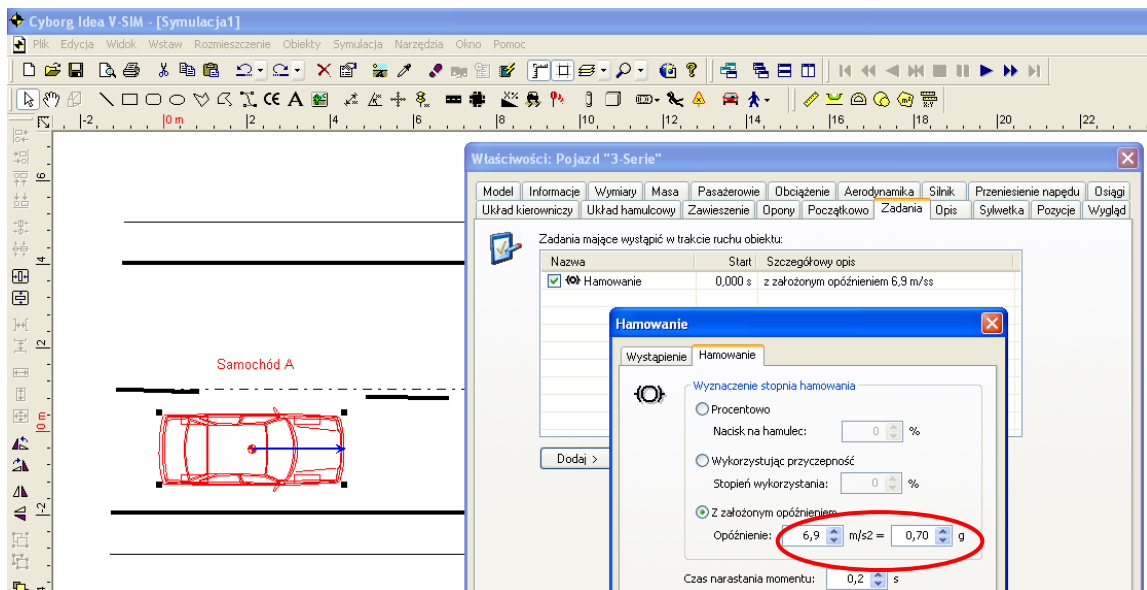 Cyborg Idea V-SIM - [Symulacja1]
Plik Edycja Widok Wstaw Rozmieszczenie Obiekty Symulacja Narzędzia Okno Pomoc
-2 0 m 2 4 6 8 10 12 14 16 18 20 22
6
4
2
0 m
-2
Samochód A
Właściwości: Pojazd "3-Serie"
Model Informacje Wymiary Masa Pasażerowie Obciążenie Aerodynamika Silnik Przeniesienie napędu Osiągi
Układ kierowniczy Układ hamulcowy Zawieszenie Opony Początkowo Zadania Opis Sylwetka Pozycje Wygląd
Zadania mające wystąpić w trakcie ruchu obiektu:
Nazwa Start Szczegółowy opis
Hamowanie 0,000 s z założonym opóźnieniem 6,9 m/ss
Dodaj >
Hamowanie
Wystąpienie Hamowanie
Wyznaczenie stopnia hamowania
Procentowo
Nacisk na hamulec: 0 %
Wykorzystując przyczepność
Stopień wykorzystania: 0 %
Z założonym opóźnieniem
Opóźnienie: 6,9 m/s2 = 0,70 g
Czas narastania momentu: 0,2 s